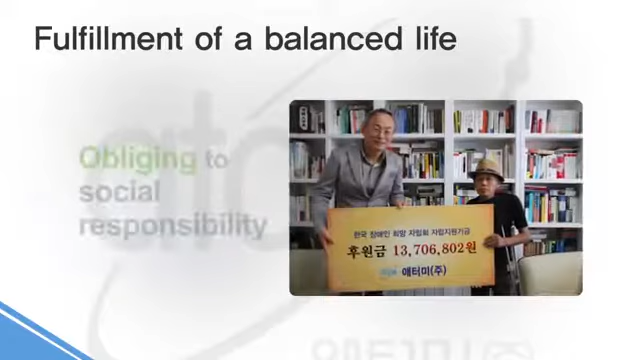 Fulfillment of a balanced life
Obliging to
social
responsibility
한국 장애인 희망 자립회 자립지원기금
후원금 13,706,802원
애터미(주)